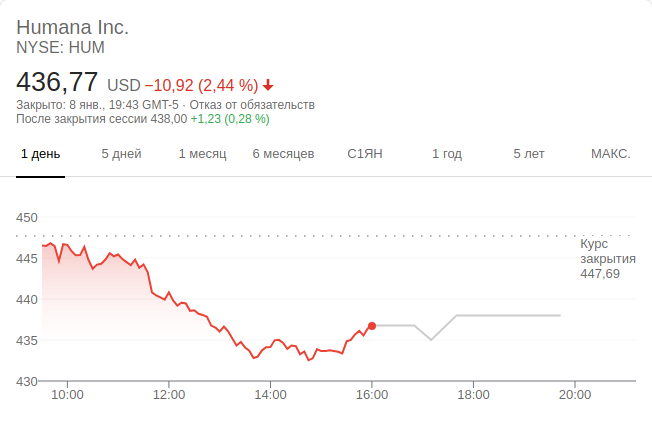 Humana Inc.
NYSE: HUM
436,77 USD −10,92 (2,44 %)
Закрыто: 8 янв., 19:43 GMT-5 · Отказ от обязательств
После закрытия сессии 438,00 +1,23 (0,28 %)
1 день 5 дней 1 месяц 6 месяцев С1ЯН 1 год 5 лет МАКС.
450
Курс
закрытия
447,69
445
440
435
430
10:00 12:00 14:00 16:00 18:00 20:00